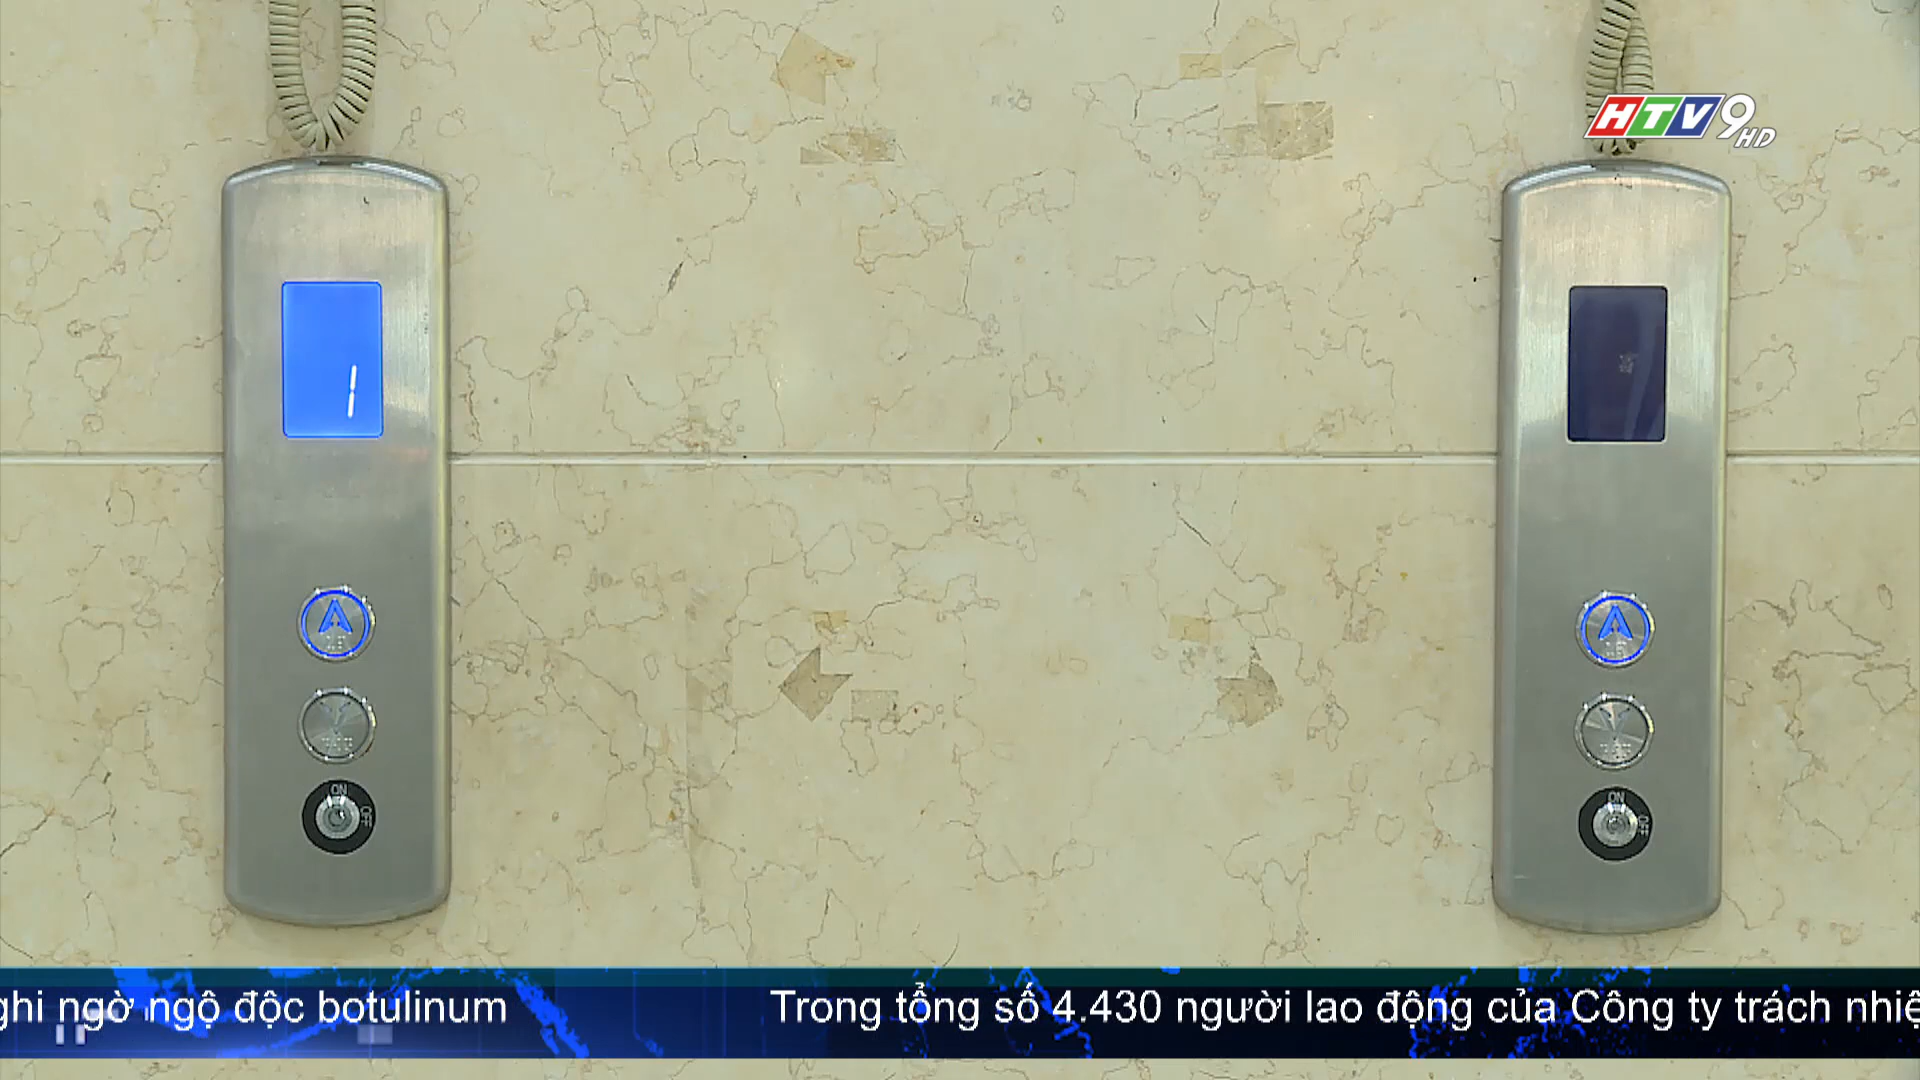 HTV9
HD
1
ON
OFF
ON
OFF
ghi ngờ ngộ độc botulinum
Trong tổng số 4.430 người lao động của Công ty trách nhiệ